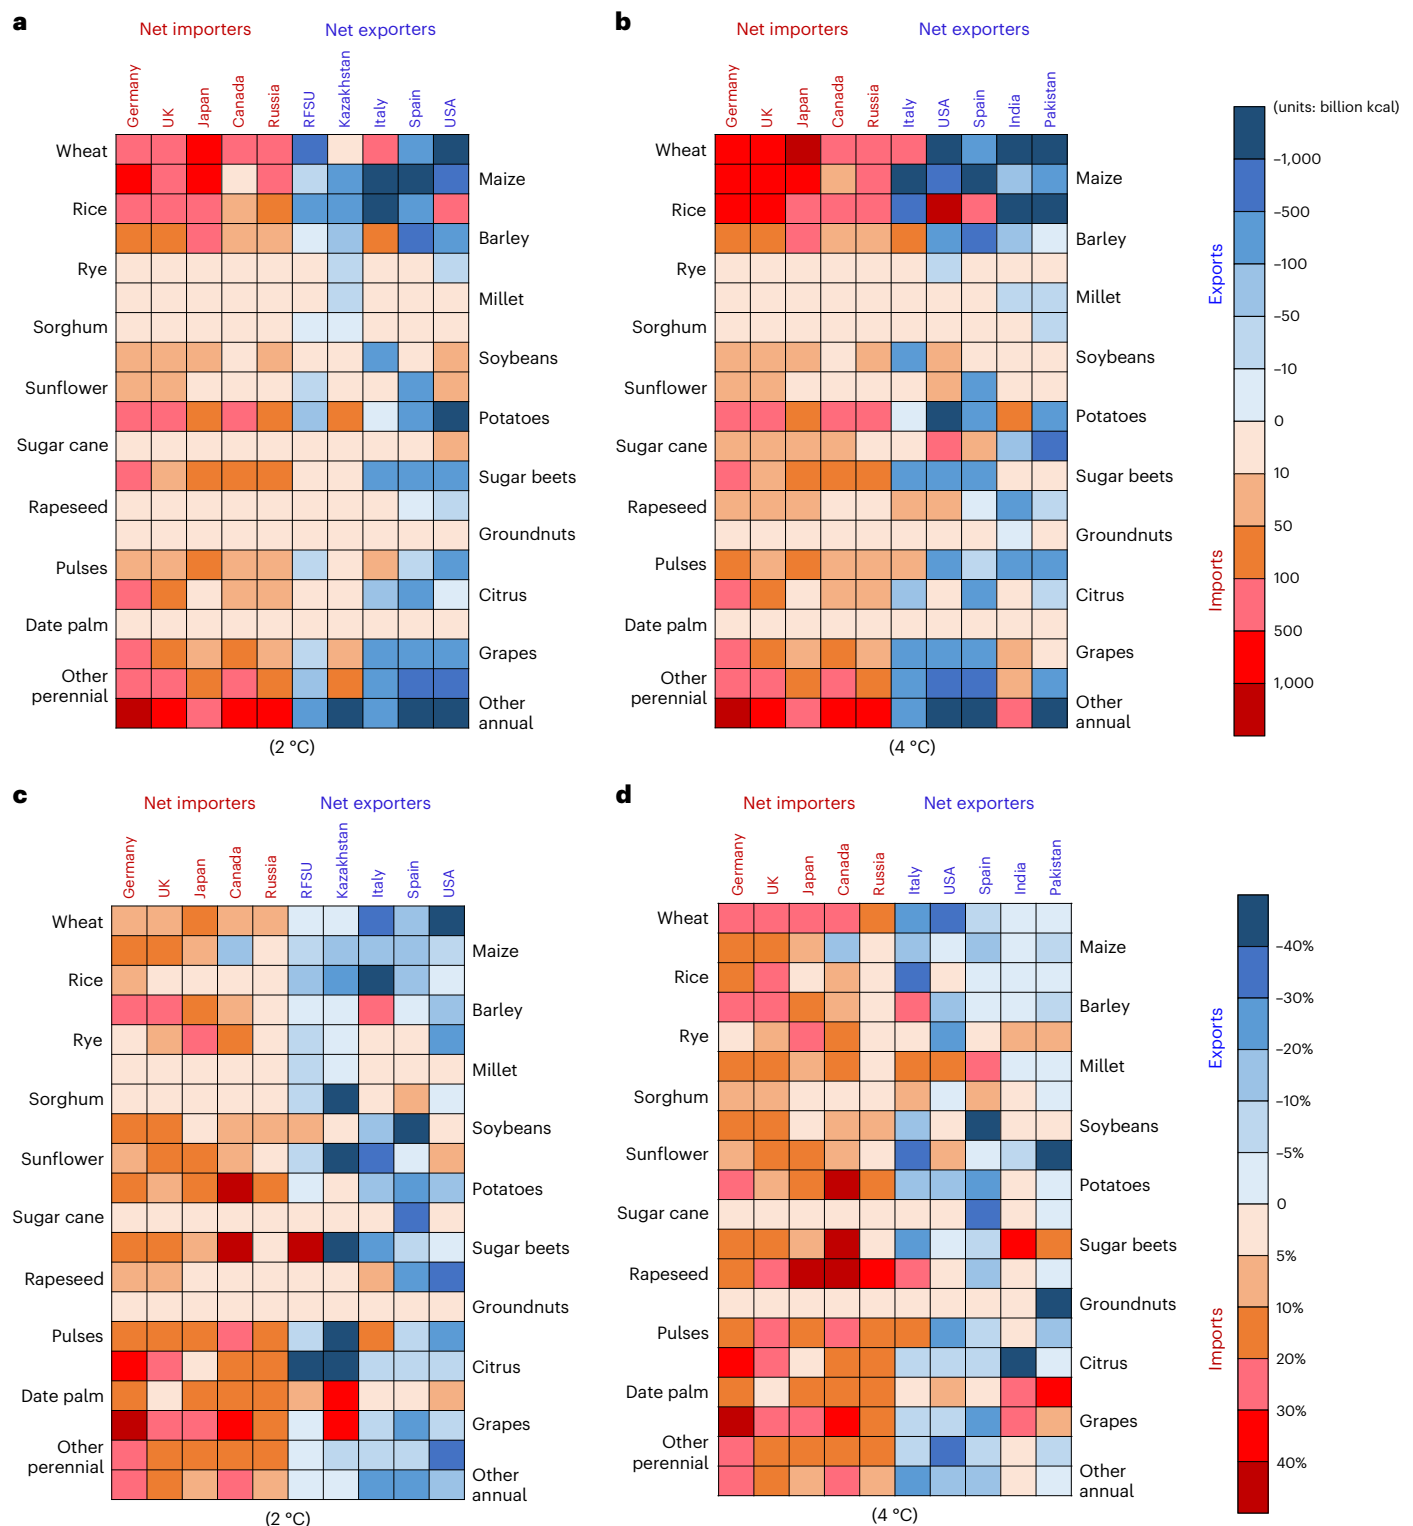 a
Net importers
Net exporters
Germany
UK
Japan
Canada
Russia
RFSU
Kazakhstan
Italy
Spain
USA
Wheat
Maize
Rice
Barley
Rye
Millet
Sorghum
Soybeans
Sunflower
Potatoes
Sugar cane
Sugar beets
Rapeseed
Groundnuts
Pulses
Citrus
Date palm
Grapes
Other
perennial
Other
annual
(2 °C)
b
Net importers
Net exporters
Germany
UK
Japan
Canada
Russia
Italy
USA
Spain
India
Pakistan
Wheat
Maize
Rice
Barley
Rye
Millet
Sorghum
Soybeans
Sunflower
Potatoes
Sugar cane
Sugar beets
Rapeseed
Groundnuts
Pulses
Citrus
Date palm
Grapes
Other
perennial
Other
annual
(4 °C)
(units: billion kcal)
–1,000
–500
–100
–50
–10
0
10
50
100
500
1,000
Exports
Imports
c
Net importers
Net exporters
Germany
UK
Japan
Canada
Russia
RFSU
Kazakhstan
Italy
Spain
USA
Wheat
Maize
Rice
Barley
Rye
Millet
Sorghum
Soybeans
Sunflower
Potatoes
Sugar cane
Sugar beets
Rapeseed
Groundnuts
Pulses
Citrus
Date palm
Grapes
Other
perennial
Other
annual
(2 °C)
d
Net importers
Net exporters
Germany
UK
Japan
Canada
Russia
Italy
USA
Spain
India
Pakistan
Wheat
Maize
Rice
Barley
Rye
Millet
Sorghum
Soybeans
Sunflower
Potatoes
Sugar cane
Sugar beets
Rapeseed
Groundnuts
Pulses
Citrus
Date palm
Grapes
Other
perennial
Other
annual
(4 °C)
–40%
–30%
–20%
–10%
–5%
0
5%
10%
20%
30%
40%
Exports
Imports